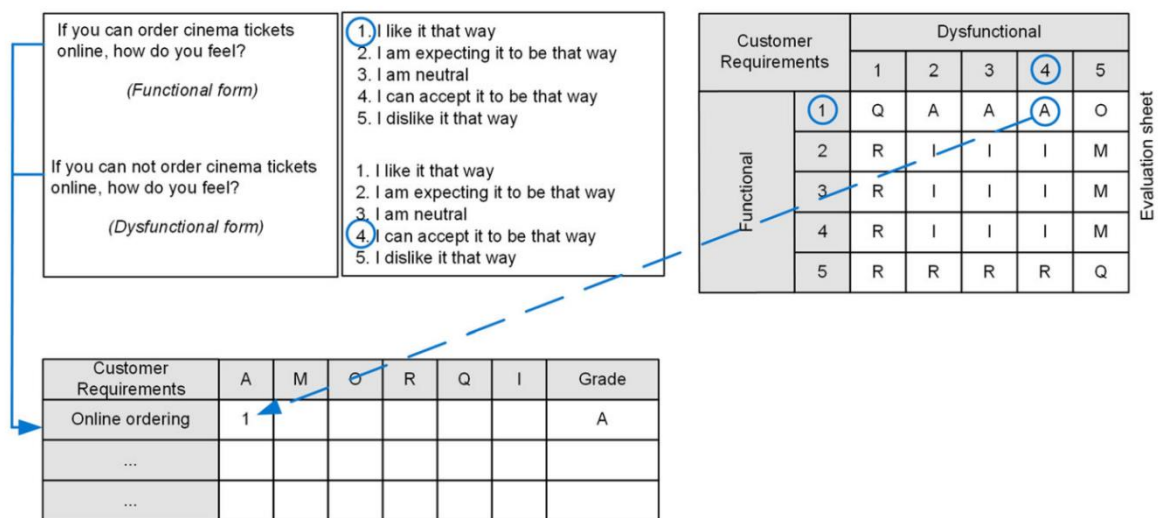 If you can order cinema tickets
online, how do you feel?
(Functional form)
1. I like it that way
2. I am expecting it to be that way
3. I am neutral
4. I can accept it to be that way
5. I dislike it that way
If you can not order cinema tickets
online, how do you feel?
(Dysfunctional form)
1. I like it that way
2. I am expecting it to be that way
3. I am neutral
4. I can accept it to be that way
5. I dislike it that way
Customer
Requirements
Dysfunctional
1 2 3 4 5
Functional
1 Q A A A O
2 R I I I M
3 R I I I M
4 R I I I M
5 R R R R Q
Evaluation sheet
Customer
Requirements A M O R Q I Grade
Online ordering 1 A
...
...